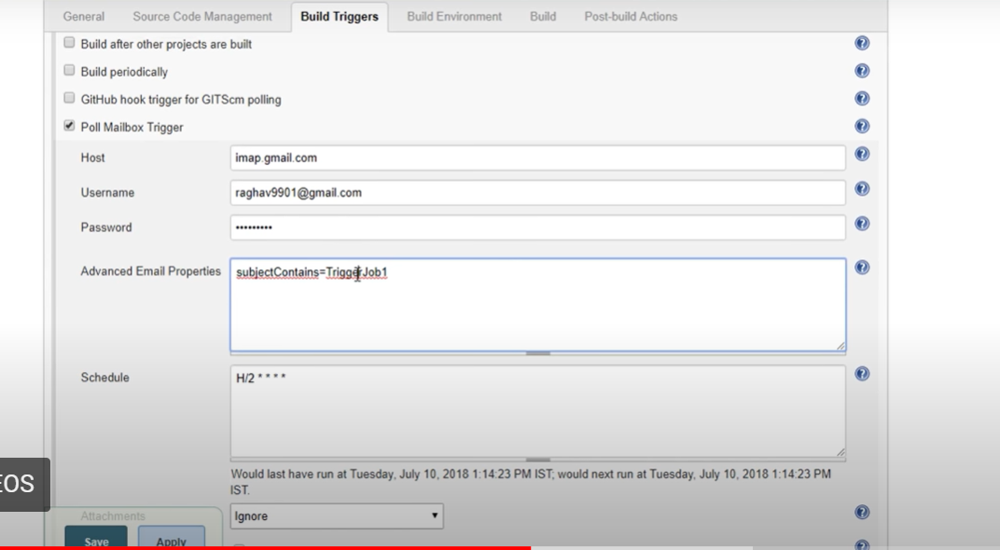 General Source Code Management Build Triggers Build Environment Build Post-build Actions
Build after other projects are built
Build periodically
GitHub hook trigger for GITScm polling
Poll Mailbox Trigger
Host imap.gmail.com
Username raghav9901@gmail.com
Password •••••••••
Advanced Email Properties subjectContains=TriggerJob1
Schedule H/2 * * * *
Would last have run at Tuesday, July 10, 2018 1:14:23 PM IST; would next run at Tuesday, July 10, 2018 1:14:23 PM
IST.
EOS
Attachments Ignore
Save Apply